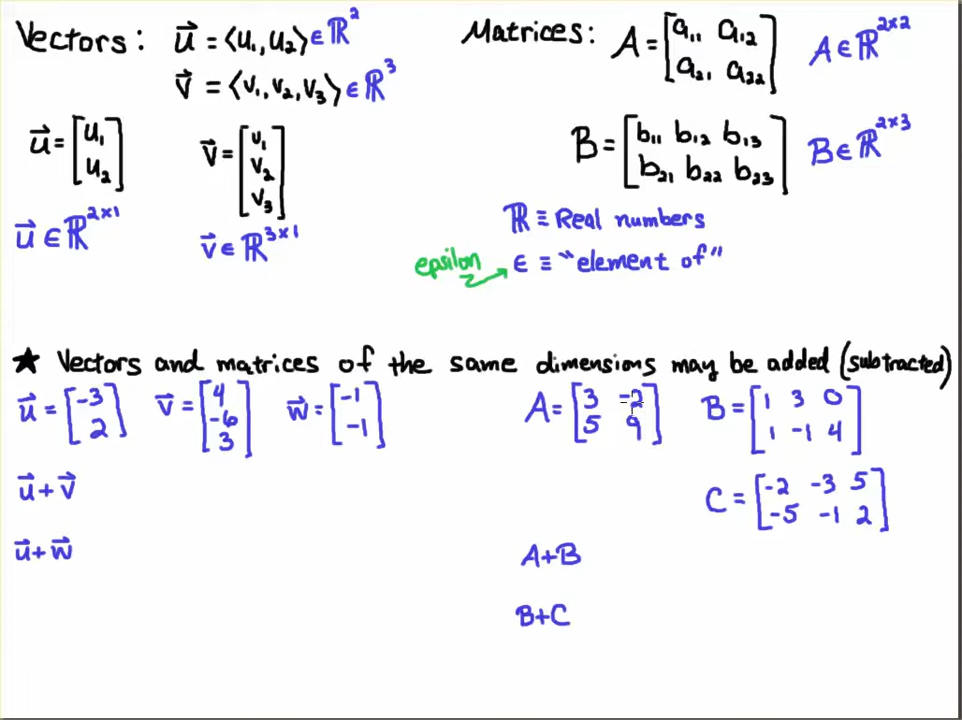 Vectors: u⃗ = ⟨u₁, u₂⟩ ∈ ℝ²
v⃗ = ⟨v₁, v₂, v₃⟩ ∈ ℝ³
u⃗ = [u₁; u₂] v⃗ = [v₁; v₂; v₃]
u⃗ ∈ ℝ²ˣ¹ v⃗ ∈ ℝ³ˣ¹
Matrices: A = [a₁₁ a₁₂; a₂₁ a₂₂] A ∈ ℝ²ˣ²
B = [b₁₁ b₁₂ b₁₃; b₂₁ b₂₂ b₂₃] B ∈ ℝ²ˣ³
ℝ ≡ Real numbers
epsilon ∈ ≡ "element of"
★ Vectors and matrices of the same dimensions may be added (subtracted)
u⃗ = [-3; 2] v⃗ = [4; -6; 3] w⃗ = [-1; -1]
u⃗ + v⃗
u⃗ + w⃗
A = [3 -2; 5 9] B = [1 3 0; 1 -1 4]
C = [-2 -3 5; -5 -1 2]
A+B
B+C